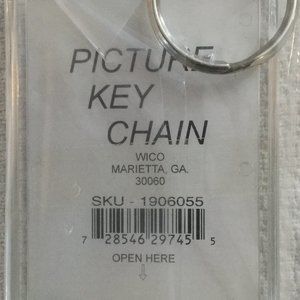 PICTURE
KEY
CHAIN
WICO
MARIETTA, GA.
30060
SKU - 1906055
7 28546 29745 5
OPEN HERE